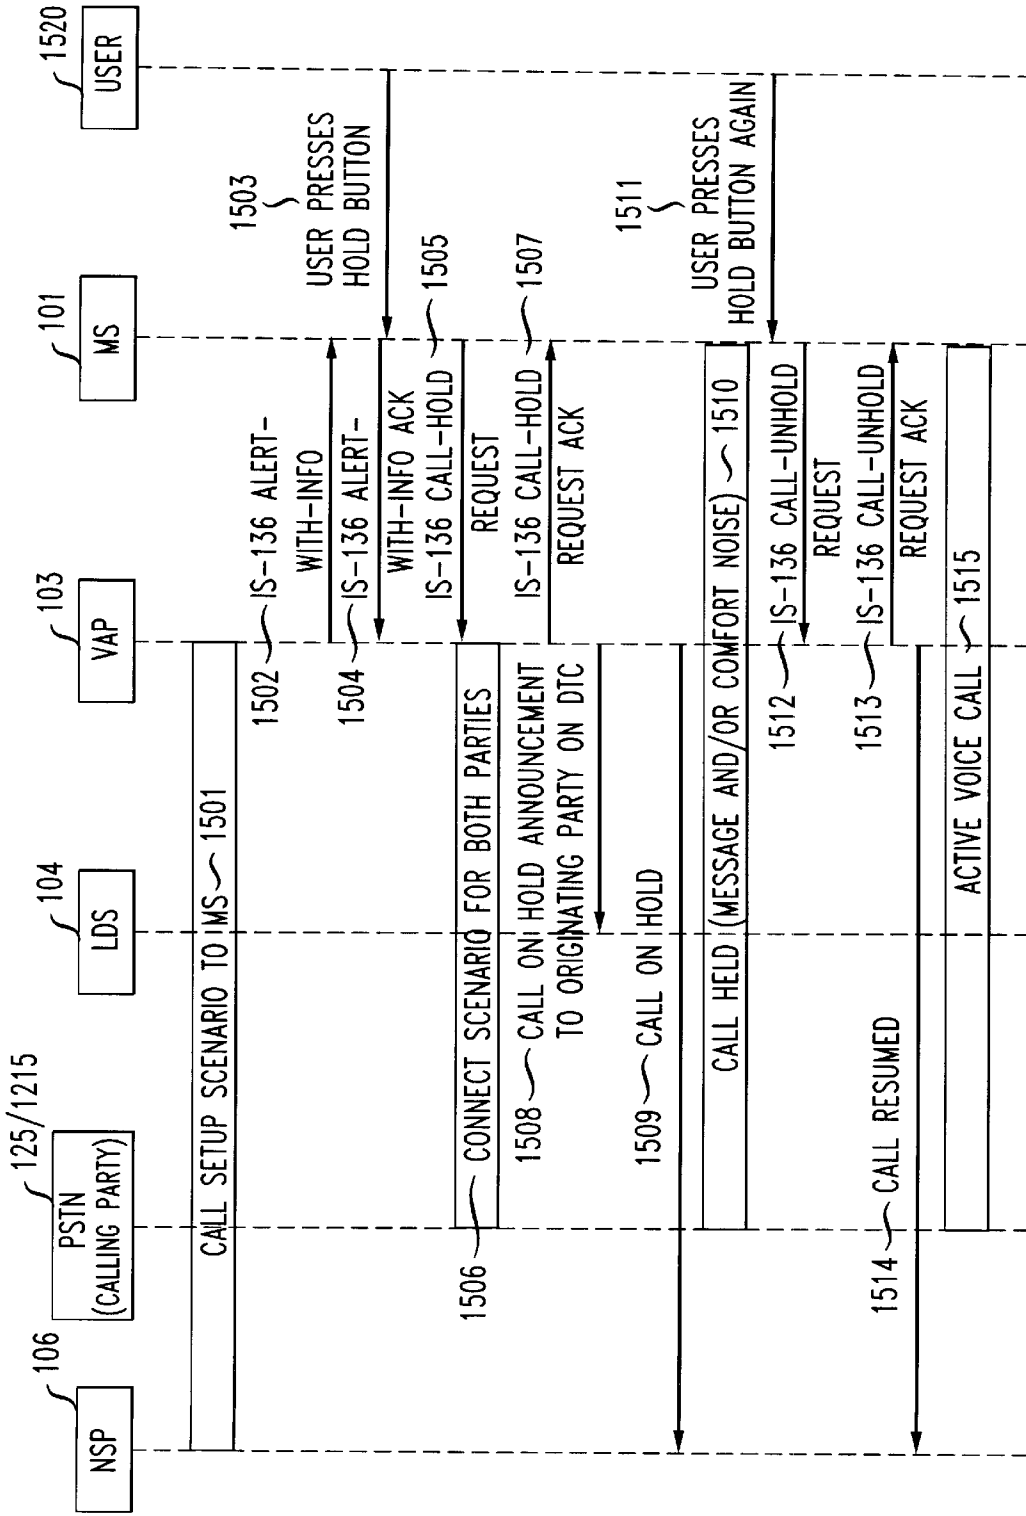 NSP
106
PSTN
(CALLING PARTY)
125/1215
LDS
104
VAP
103
MS
101
USER
1520
CALL SETUP SCENARIO TO MS
1501
1502
IS-136 ALERT-
WITH-INFO
1503
USER PRESSES
HOLD BUTTON
1504
IS-136 ALERT-
WITH-INFO ACK
IS-136 CALL-HOLD
REQUEST
1505
1506
CONNECT SCENARIO FOR BOTH PARTIES
IS-136 CALL-HOLD
REQUEST ACK
1507
1508
CALL ON HOLD ANNOUNCEMENT
TO ORIGINATING PARTY ON DTC
1509
CALL ON HOLD
CALL HELD (MESSAGE AND/OR COMFORT NOISE)
1510
1511
USER PRESSES
HOLD BUTTON AGAIN
1512
IS-136 CALL-UNHOLD
REQUEST
1513
IS-136 CALL-UNHOLD
REQUEST ACK
1514
CALL RESUMED
ACTIVE VOICE CALL
1515